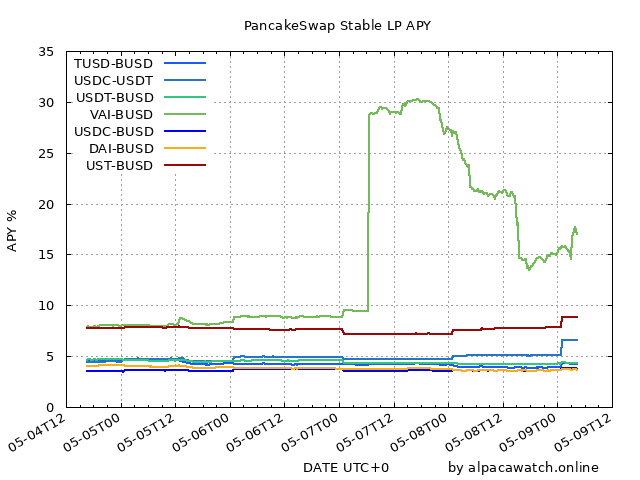 PancakeSwap Stable LP APY
35
30
25
20
15
10
5
0
APY %
TUSD-BUSD
USDC-USDT
USDT-BUSD
VAI-BUSD
USDC-BUSD
DAI-BUSD
UST-BUSD
05-04T12
05-05T00
05-05T12
05-06T00
05-06T12
05-07T00
05-07T12
05-08T00
05-08T12
05-09T00
05-09T12
DATE UTC+0
by alpacawatch.online